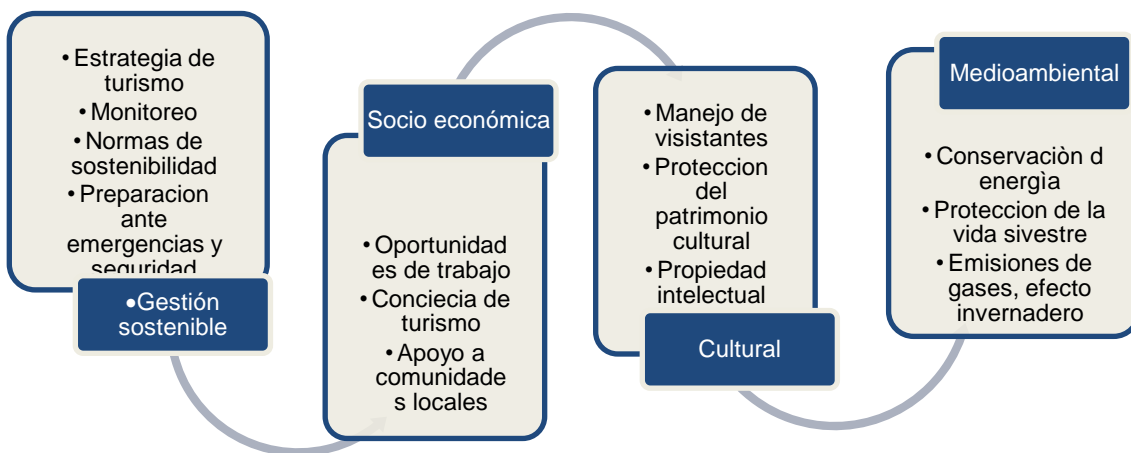 • Estrategia de
turismo
• Monitoreo
• Normas de
sostenibilidad
• Preparacion
ante
emergencias y
seguridad
•Gestión
sostenible
Socio económica
• Oportunidad
es de trabajo
• Conciecia de
turismo
• Apoyo a
comunidade
s locales
• Manejo de
visistantes
• Proteccion
del
patrimonio
cultural
• Propiedad
intelectual
Cultural
Medioambiental
• Conservaciòn d
energìa
• Proteccion de la
vida sivestre
• Emisiones de
gases, efecto
invernadero